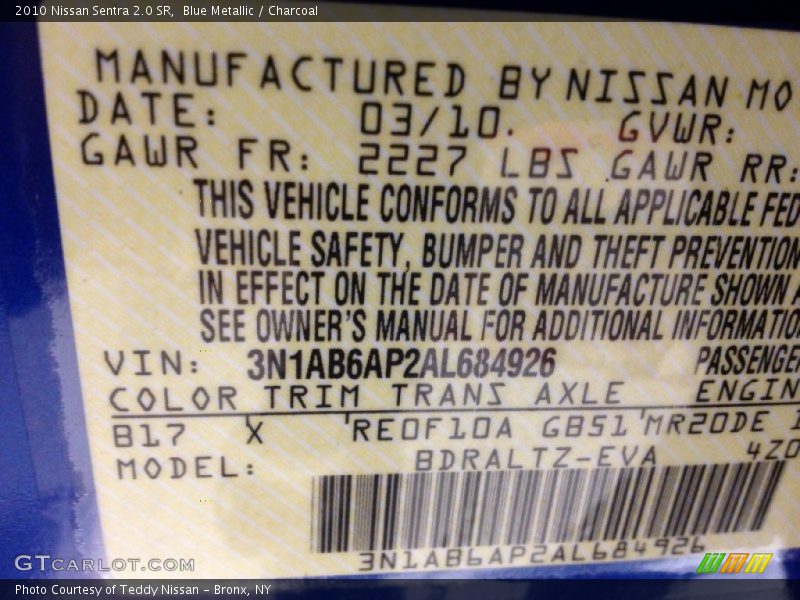 2010 Nissan Sentra 2.0 SR,  Blue Metallic / Charcoal
MANUFACTURED BY NISSAN MO
DATE: 03/10. GVWR:
GAWR FR: 2227 LBS GAWR RR:
THIS VEHICLE CONFORMS TO ALL APPLICABLE FED
VEHICLE SAFETY, BUMPER AND THEFT PREVENTION
IN EFFECT ON THE DATE OF MANUFACTURE SHOWN A
SEE OWNER'S MANUAL FOR ADDITIONAL INFORMATIO
VIN: 3N1AB6AP2AL684926 PASSENGER
COLOR TRIM TRANS AXLE ENGIN
B17 X 'RE0F10A GB51'MR20DE 1
MODEL: BDRALTZ-EVA 4Z0
3N1AB6AP2AL684926
GTCARLOT.COM
Photo Courtesy of Teddy Nissan - Bronx, NY